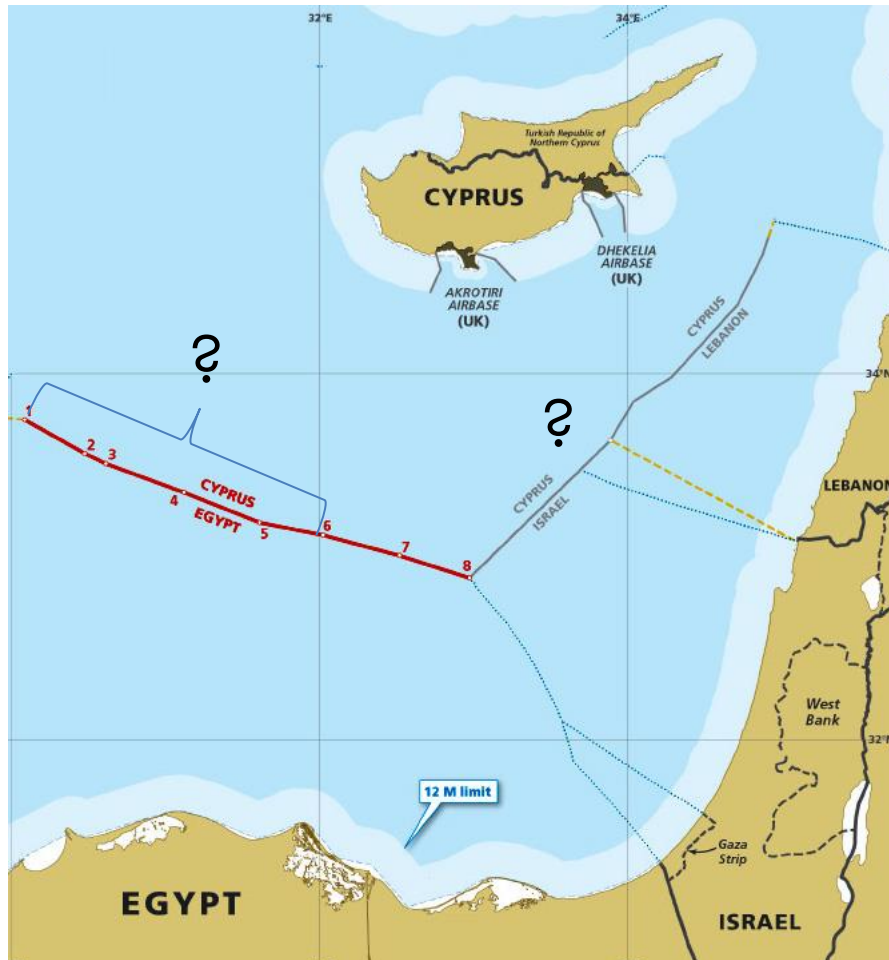 32°E
34°E
Turkish Republic of
Northern Cyprus
CYPRUS
DHEKELIA
AIRBASE
(UK)
AKROTIRI
AIRBASE
(UK)
CYPRUS
LEBANON
?
34°N
1
?
2
3
CYPRUS
EGYPT
4
5
6
7
8
CYPRUS
ISRAEL
LEBANON
West
Bank
32°N
12 M limit
Gaza
Strip
EGYPT
ISRAEL